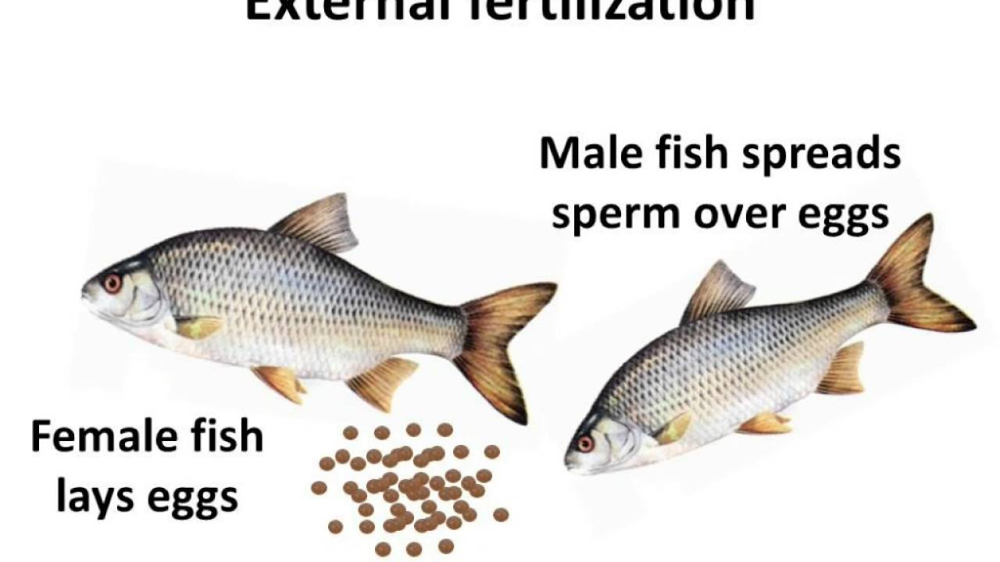 External fertilization
Male fish spreads
sperm over eggs
Female fish
lays eggs